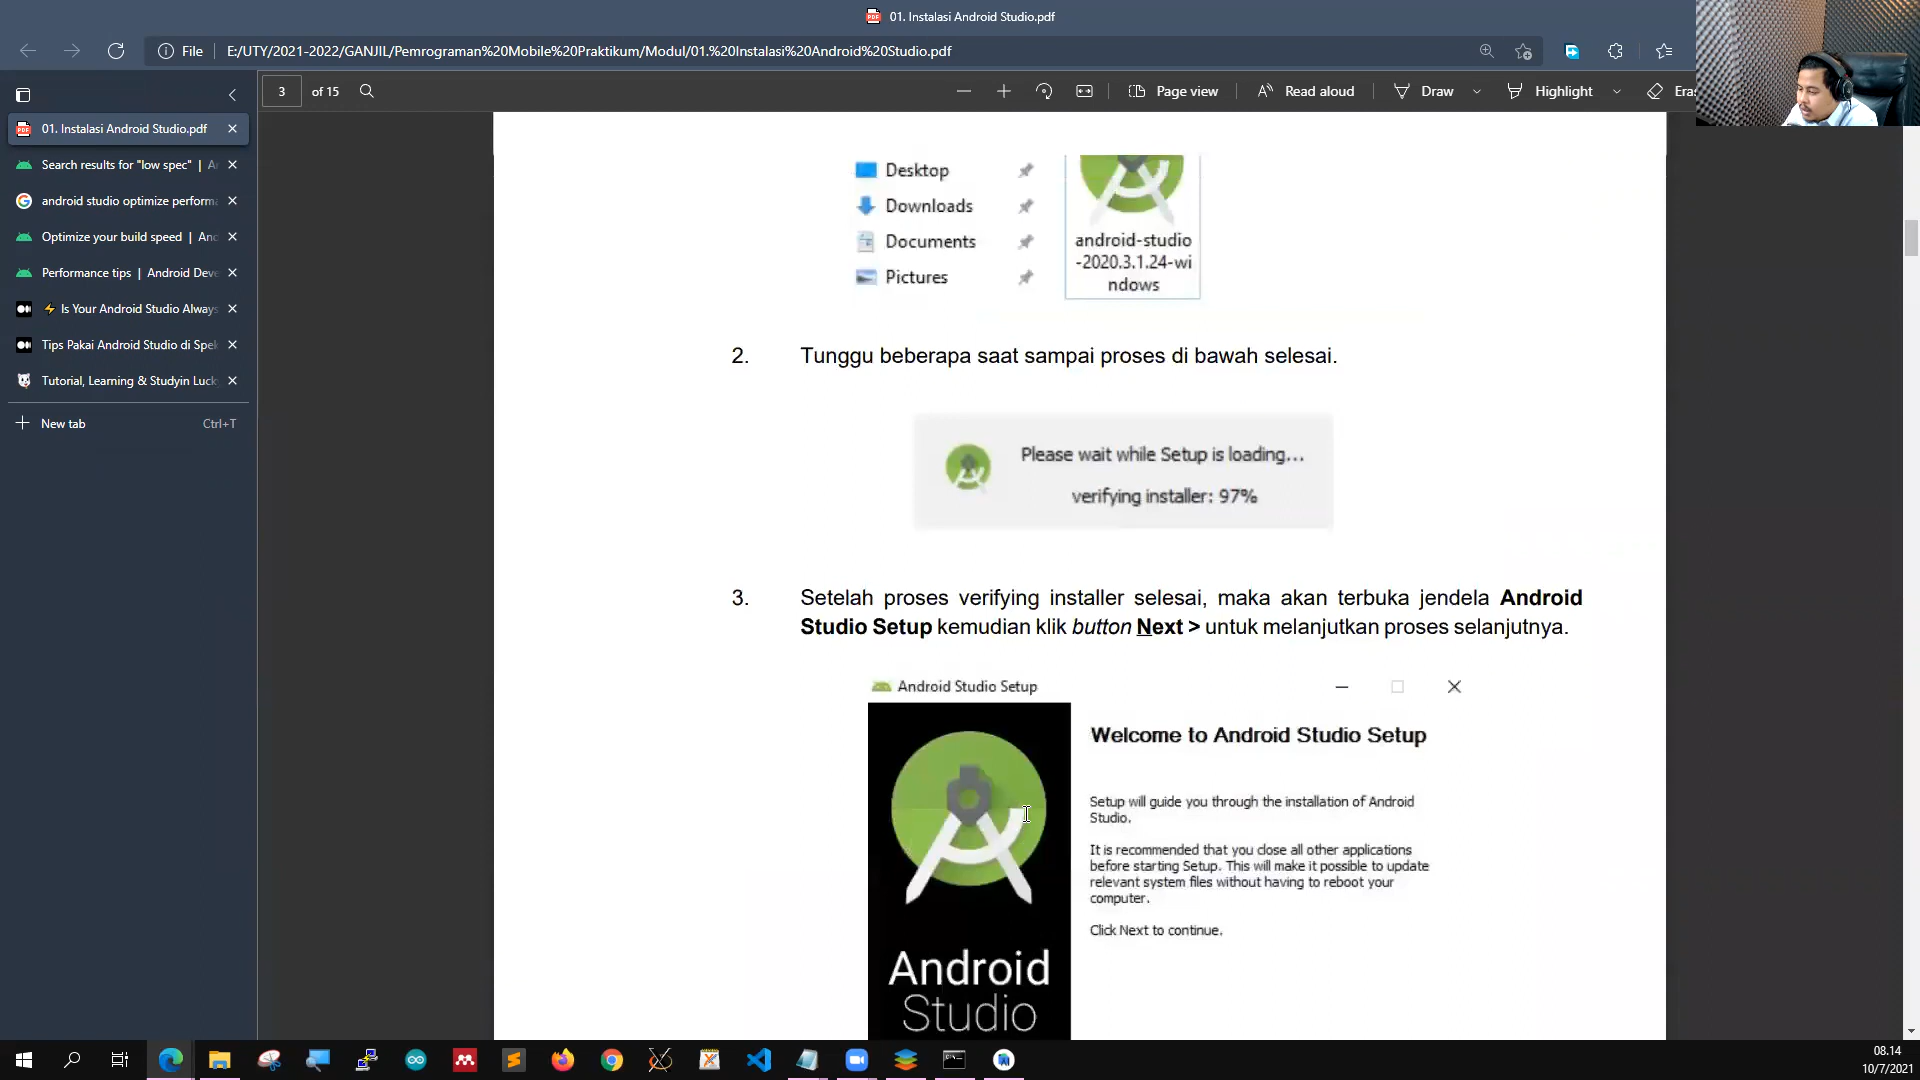 01. Instalasi Android Studio.pdf
File
E:/UTY/2021-2022/GANJIL/Pemrograman%20Mobile%20Praktikum/Modul/01.%20Instalasi%20Android%20Studio.pdf
3 of 15
Page view
Read aloud
Draw
Highlight
Eras
01. Instalasi Android Studio.pdf
Search results for "low spec" | A
android studio optimize performa
Optimize your build speed | And
Performance tips | Android Deve
⚡ Is Your Android Studio Always
Tips Pakai Android Studio di Spe
Tutorial, Learning & Studyin Luck
New tab Ctrl+T
Desktop
Downloads
Documents
Pictures
android-studio
-2020.3.1.24-wi
ndows
2. Tunggu beberapa saat sampai proses di bawah selesai.
Please wait while Setup is loading...
verifying installer: 97%
3. Setelah proses verifying installer selesai, maka akan terbuka jendela Android
Studio Setup kemudian klik button Next > untuk melanjutkan proses selanjutnya.
Android Studio Setup
Welcome to Android Studio Setup
Setup will guide you through the installation of Android
Studio.
It is recommended that you close all other applications
before starting Setup. This will make it possible to update
relevant system files without having to reboot your
computer.
Click Next to continue.
Android
Studio
08.14
10/7/2021